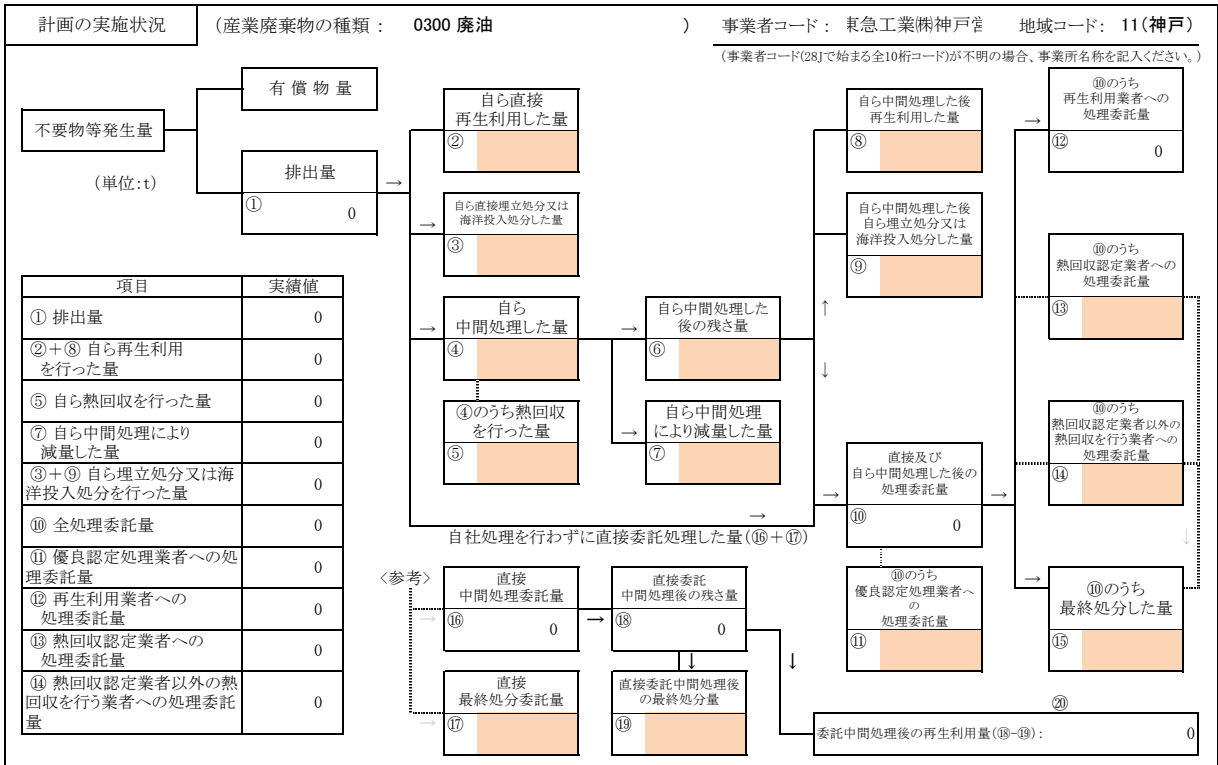 計画の実施状況
(産業廃棄物の種類： 0300 廃油 )
事業者コード： 東急工業㈱神戸営
地域コード： 11(神戸)
(事業者コード(28Jで始まる全10桁コード)が不明の場合、事業所名称を記入ください。)
不要物等発生量
(単位:t)
有 償 物 量
排出量
① 0
→
自ら直接
再生利用した量
②
→
自ら直接埋立処分又は
海洋投入処分した量
③
→
自ら
中間処理した量
④
④のうち熱回収
を行った量
⑤
→
自ら中間処理した
後の残さ量
⑥
→
自ら中間処理
により減量した量
⑦
自ら中間処理した後
再生利用した量
⑧
自ら中間処理した後
自ら埋立処分又は
海洋投入処分した量
⑨
↑
↓
→
直接及び
自ら中間処理した後の
処理委託量
⑩ 0
→
⑩のうち
優良認定処理業者へ
の
処理委託量
⑪
→
⑩のうち
再生利用業者への
処理委託量
⑫ 0
⑩のうち
熱回収認定業者への
処理委託量
⑬
⑩のうち
熱回収認定業者以外の
熱回収を行う業者への
処理委託量
⑭
↓
→
⑩のうち
最終処分した量
⑮
→
自社処理を行わずに直接委託処理した量(⑯＋⑰)
項目 実績値
① 排出量 0
②＋⑧ 自ら再生利用
を行った量 0
⑤ 自ら熱回収を行った量 0
⑦ 自ら中間処理により
減量した量 0
③＋⑨ 自ら埋立処分又は海
洋投入処分を行った量 0
⑩ 全処理委託量 0
⑪ 優良認定処理業者への処
理委託量 0
⑫ 再生利用業者への
処理委託量 0
⑬ 熱回収認定業者への
処理委託量 0
⑭ 熱回収認定業者以外の熱
回収を行う業者への処理委託
量 0
〈参考〉
→
直接
中間処理委託量
⑯ 0
→
直接委託
中間処理後の残さ量
⑱ 0
→
直接
最終処分委託量
⑰
↓
直接委託中間処理後
の最終処分量
⑲
↓
⑳
委託中間処理後の再生利用量(⑱-⑲)： 0